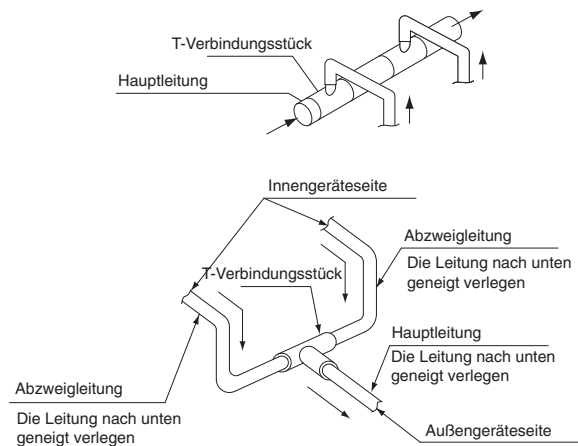 T-Verbindungsstück
Hauptleitung
Innengeräteseite
Abzweigleitung
Die Leitung nach unten
geneigt verlegen
T-Verbindungsstück
Hauptleitung
Die Leitung nach unten
geneigt verlegen
Abzweigleitung
Die Leitung nach unten
geneigt verlegen
Außengeräteseite